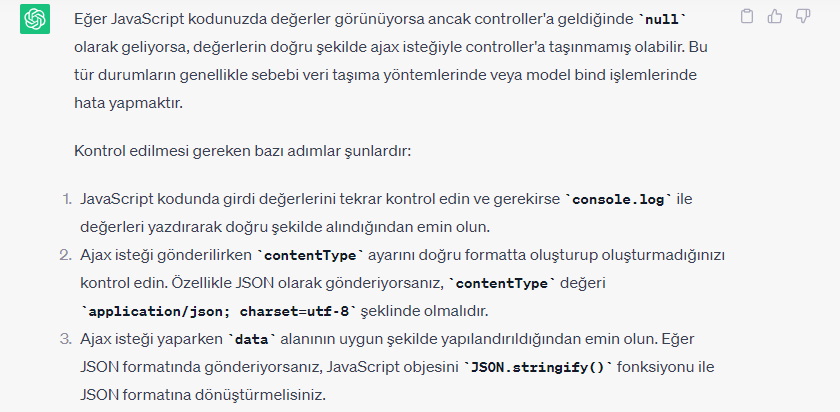 Eğer JavaScript kodunuzda değerler görünüyorsa ancak controller'a geldiğinde `null`
olarak geliyorsa, değerlerin doğru şekilde ajax isteğiyle controller'a taşınmamış olabilir. Bu
tür durumların genellikle sebebi veri taşıma yöntemlerinde veya model bind işlemlerinde
hata yapmaktır.
Kontrol edilmesi gereken bazı adımlar şunlardır:
1. JavaScript kodunda girdi değerlerini tekrar kontrol edin ve gerekirse `console.log` ile
değerleri yazdırarak doğru şekilde alındığından emin olun.
2. Ajax isteği gönderilirken `contentType` ayarını doğru formatta oluşturup oluşturmadığınızı
kontrol edin. Özellikle JSON olarak gönderiyorsanız, `contentType` değeri
`application/json; charset=utf-8` şeklinde olmalıdır.
3. Ajax isteği yaparken `data` alanının uygun şekilde yapılandırıldığından emin olun. Eğer
JSON formatında gönderiyorsanız, JavaScript objesini `JSON.stringify()` fonksiyonu ile
JSON formatına dönüştürmelisiniz.